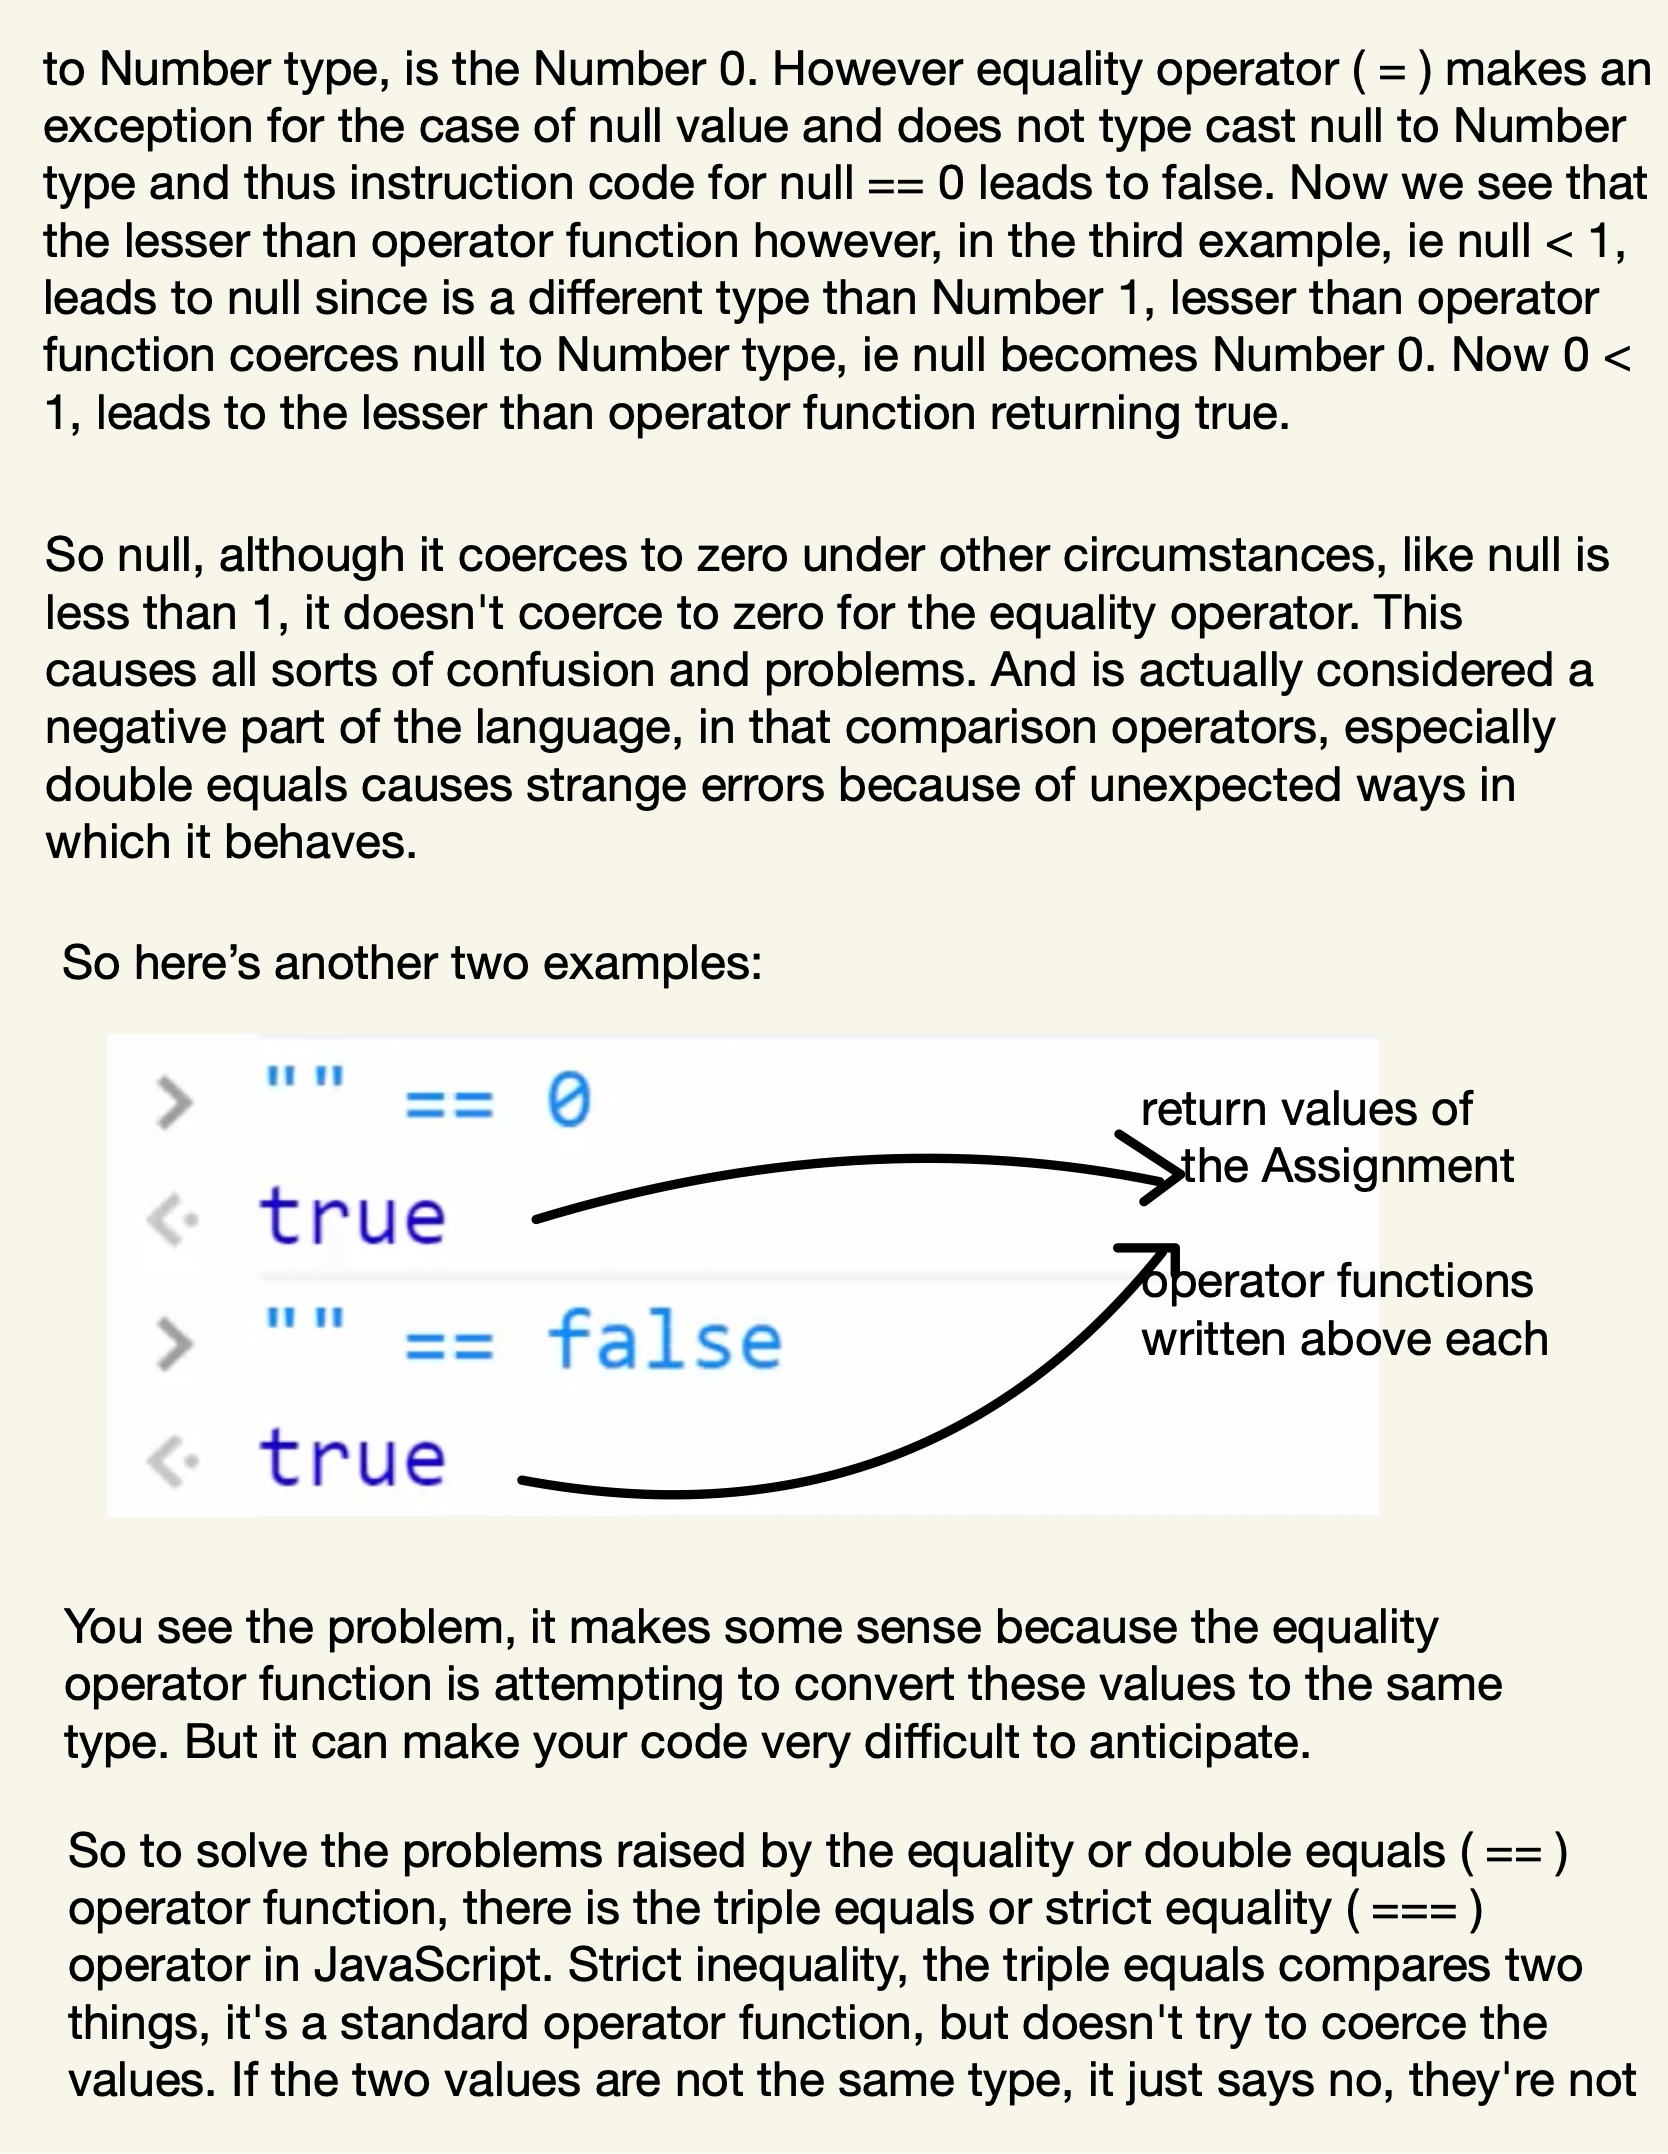 to Number type, is the Number 0. However equality operator ( = ) makes an
exception for the case of null value and does not type cast null to Number
type and thus instruction code for null == 0 leads to false. Now we see that
the lesser than operator function however, in the third example, ie null < 1,
leads to null since is a different type than Number 1, lesser than operator
function coerces null to Number type, ie null becomes Number 0. Now 0 <
1, leads to the lesser than operator function returning true.
So null, although it coerces to zero under other circumstances, like null is
less than 1, it doesn't coerce to zero for the equality operator. This
causes all sorts of confusion and problems. And is actually considered a
negative part of the language, in that comparison operators, especially
double equals causes strange errors because of unexpected ways in
which it behaves.
So here’s another two examples:
> "" == 0
true
> "" == false
true
return values of
the Assignment
operator functions
written above each
You see the problem, it makes some sense because the equality
operator function is attempting to convert these values to the same
type. But it can make your code very difficult to anticipate.
So to solve the problems raised by the equality or double equals ( == )
operator function, there is the triple equals or strict equality ( === )
operator in JavaScript. Strict inequality, the triple equals compares two
things, it's a standard operator function, but doesn't try to coerce the
values. If the two values are not the same type, it just says no, they're not